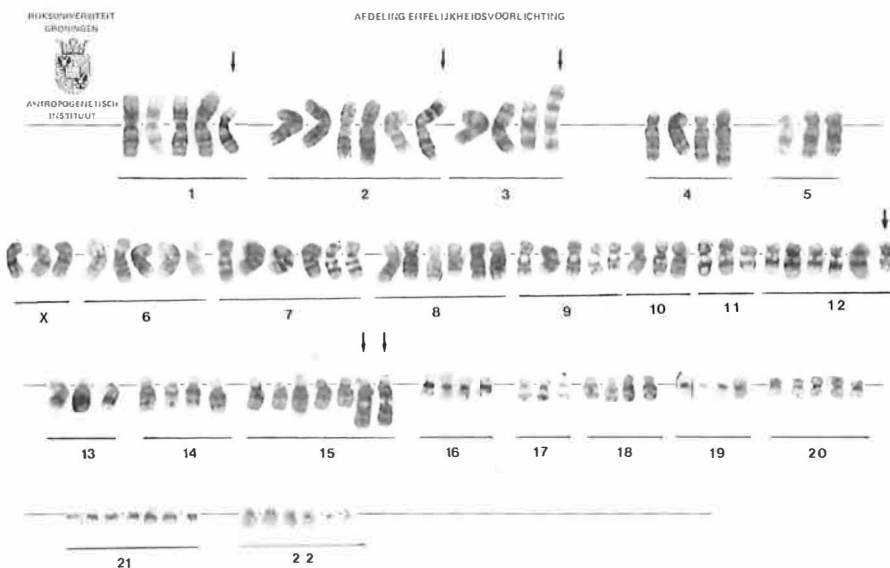 RIJKSUNIVERSITEIT
GRONINGEN
AFDELING ERFELIJKHEIDSVOORLICHTING
ANTROPOGENETISCH
INSTITUUT
1 2 3 4 5
X 6 7 8 9 10 11 12
13 14 15 16 17 18 19 20
21 22